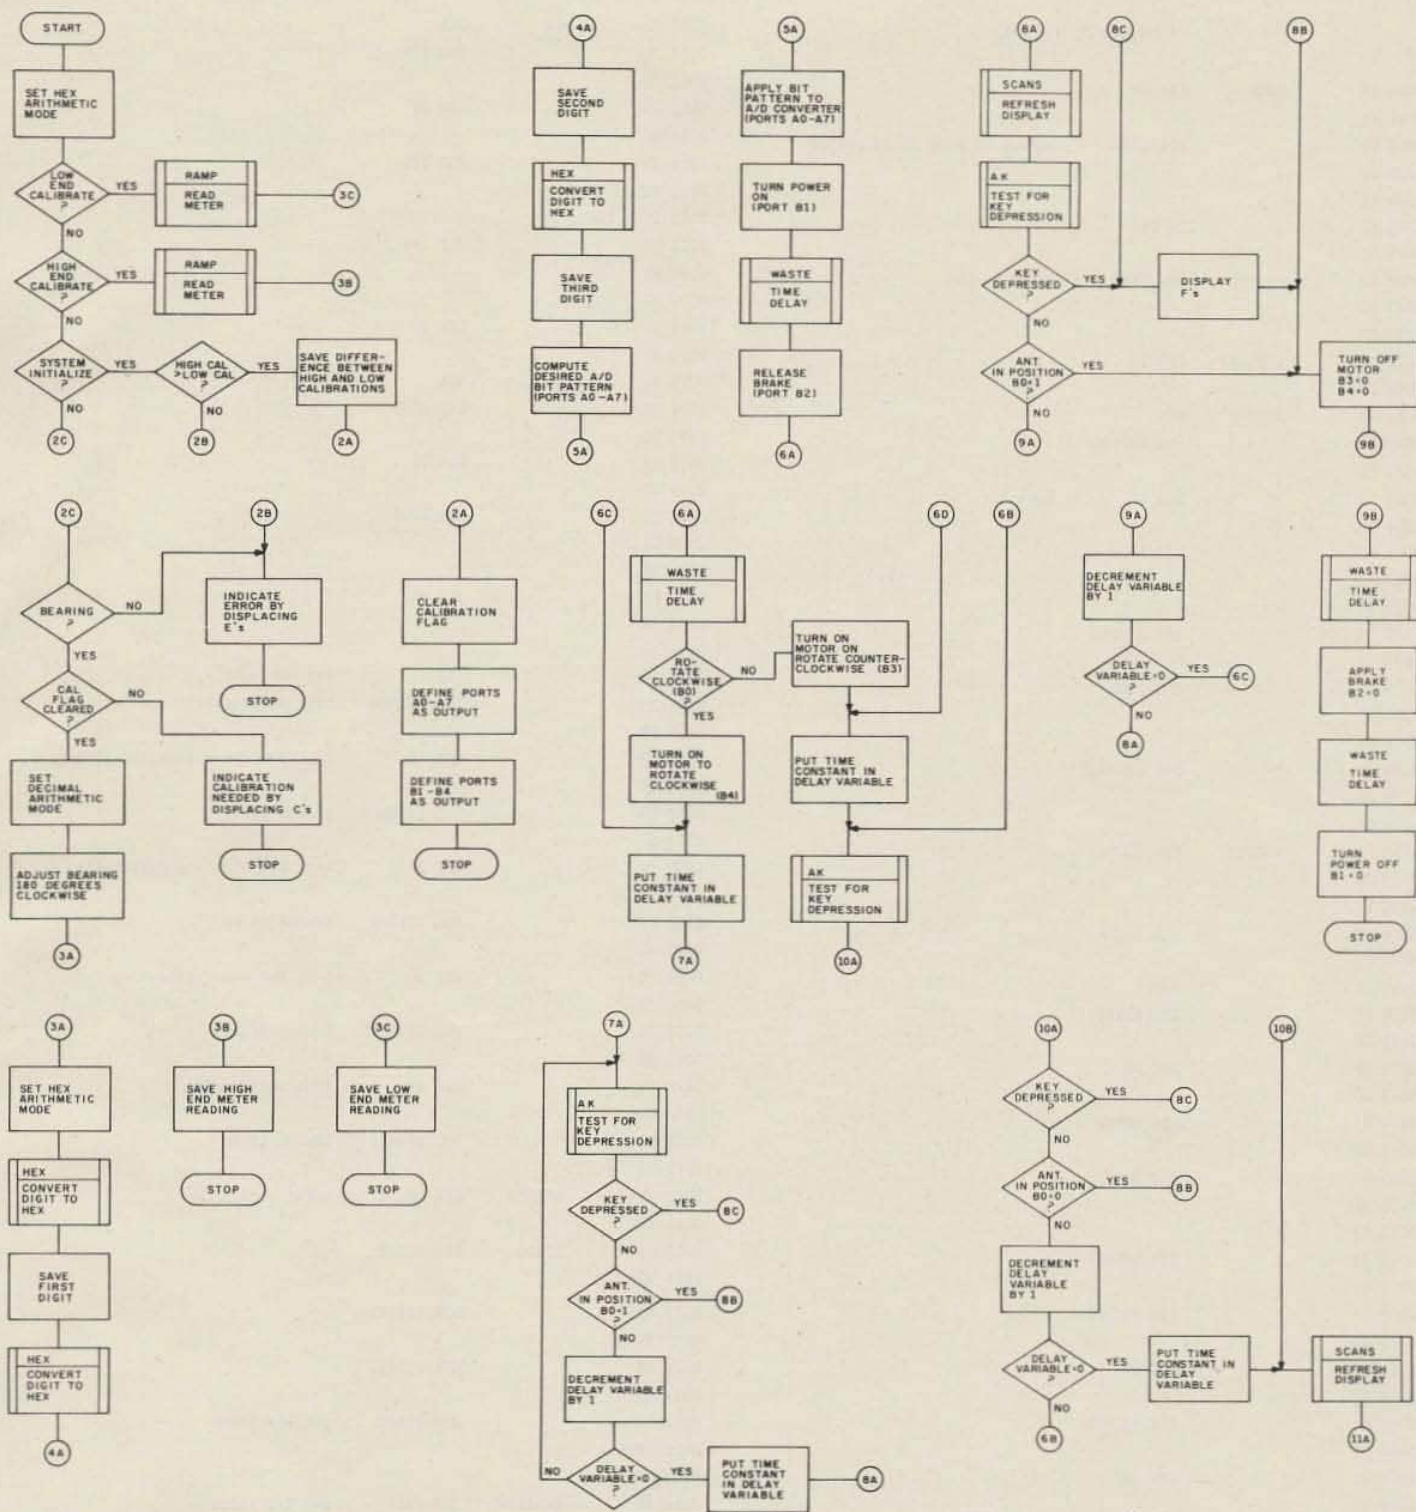 START
SET HEX
ARITHMETIC
MODE
LOW
END
CALIBRATE
?
YES
RAMP
READ
METER
3C
NO
HIGH
END
CALIBRATE
?
YES
RAMP
READ
METER
3B
NO
SYSTEM
INITIALIZE
?
YES
HIGH CAL
>LOW CAL
?
YES
SAVE DIFFER-
ENCE BETWEEN
HIGH AND LOW
CALIBRATIONS
NO
NO
2C
2B
2A
4A
SAVE
SECOND
DIGIT
HEX
CONVERT
DIGIT TO
HEX
SAVE
THIRD
DIGIT
COMPUTE
DESIRED A/D
BIT PATTERN
(PORTS A0-A7)
5A
5A
APPLY BIT
PATTERN TO
A/D CONVERTER
(PORTS A0-A7)
TURN POWER
ON
(PORT B1)
WASTE
TIME
DELAY
RELEASE
BRAKE
(PORT B2)
6A
6A
8C
8B
SCANS
REFRESH
DISPLAY
AK
TEST FOR
KEY
DEPRESSION
KEY
DEPRESSED
?
YES
DISPLAY
F's
NO
ANT.
IN POSITION
B0=1
?
YES
TURN OFF
MOTOR
B3=0
B4=0
NO
9A
9B
2C
BEARING
?
NO
YES
CAL
FLAG
CLEARED
?
NO
YES
SET
DECIMAL
ARITHMETIC
MODE
ADJUST BEARING
180 DEGREES
CLOCKWISE
3A
2B
INDICATE
ERROR BY
DISPLACING
E's
STOP
INDICATE
CALIBRATION
NEEDED BY
DISPLACING C's
STOP
2A
CLEAR
CALIBRATION
FLAG
DEFINE PORTS
A0-A7
AS OUTPUT
DEFINE PORTS
B1-B4
AS OUTPUT
STOP
6C
6A
6D
6B
WASTE
TIME
DELAY
RO-
TATE
CLOCKWISE
(B0)
?
NO
TURN ON
MOTOR ON
ROTATE COUNTER-
CLOCKWISE (B3)
YES
TURN ON
MOTOR TO
ROTATE
CLOCKWISE
(B4)
PUT TIME
CONSTANT IN
DELAY VARIABLE
PUT TIME
CONSTANT IN
DELAY VARIABLE
AK
TEST FOR
KEY
DEPRESSION
7A
10A
9A
DECREMENT
DELAY VARIABLE
BY 1
DELAY
VARIABLE=0
?
YES
6C
NO
8A
9B
WASTE
TIME
DELAY
APPLY
BRAKE
B2=0
WASTE
TIME
DELAY
TURN
POWER OFF
B1=0
STOP
3A
SET HEX
ARITHMETIC
MODE
HEX
CONVERT
DIGIT TO
HEX
SAVE
FIRST
DIGIT
HEX
CONVERT
DIGIT TO
HEX
4A
3B
SAVE HIGH
END METER
READING
STOP
3C
SAVE LOW
END METER
READING
STOP
7A
AK
TEST FOR
KEY
DEPRESSION
KEY
DEPRESSED
?
YES
8C
NO
ANT.
IN POSITION
B0=1
?
YES
8B
NO
DECREMENT
DELAY VARIABLE
BY 1
NO
DELAY
VARIABLE=0
?
YES
PUT TIME
CONSTANT
IN DELAY
VARIABLE
8A
10A
10B
KEY
DEPRESSED
?
YES
8C
NO
ANT.
IN POSITION
B0=0
?
YES
8B
NO
DECREMENT
DELAY
VARIABLE
BY 1
DELAY
VARIABLE=0
?
YES
PUT TIME
CONSTANT IN
DELAY
VARIABLE
SCANS
REFRESH
DISPLAY
NO
6B
11A